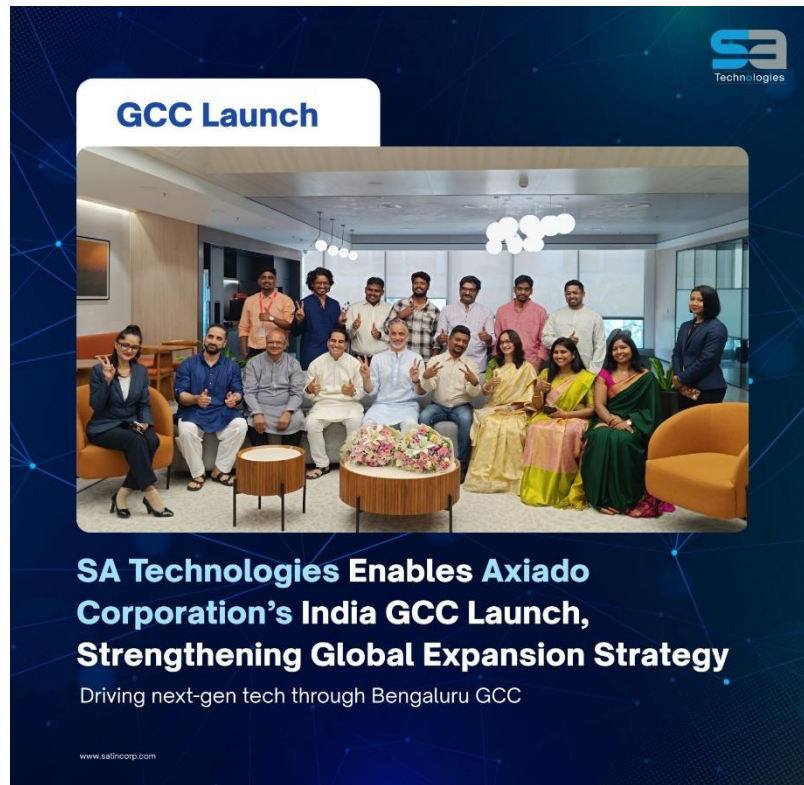 sa
Technologies
GCC Launch
SA Technologies Enables Axiado
Corporation’s India GCC Launch,
Strengthening Global Expansion Strategy
Driving next-gen tech through Bengaluru GCC
www.satincorp.com